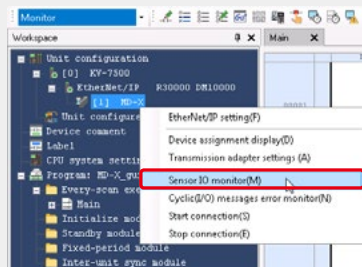 Monitor
Workspace
Main
Unit configuration
[0] KV-7500
EtherNet/IP R30000 DM10000
[1] MD-X
Unit configure
Device comment
Label
CPU system settin
Program: MD-X_gu
Every-scan exe
Main
Initialize mod
Standby module
Fixed-period module
Inter-unit sync module
EtherNet/IP setting(F)
Device assignment display(D)
Transmission adapter settings (A)
Sensor IO monitor(M)
Cyclic(I/O) messages error monitor(N)
Start connection(S)
Stop connection(E)